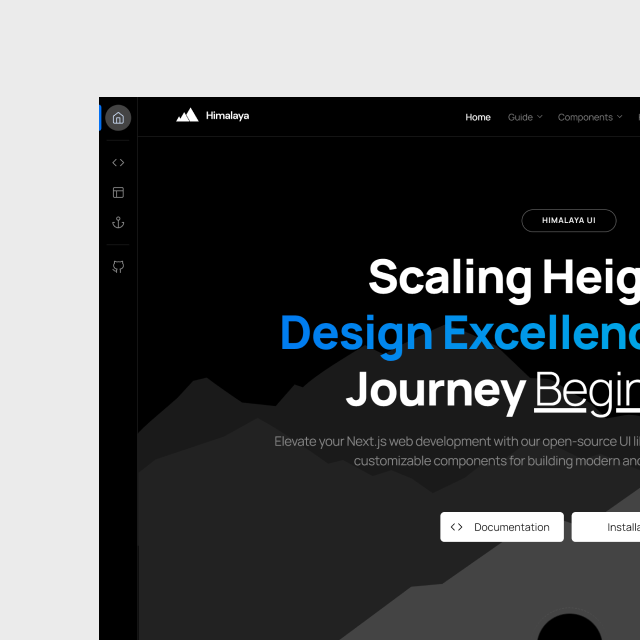 Himalaya
Home Guide Components
HIMALAYA UI
Scaling Heig
Design Excellenc
Journey Begin
Elevate your Next.js web development with our open-source UI li
customizable components for building modern and
Documentation
Installa